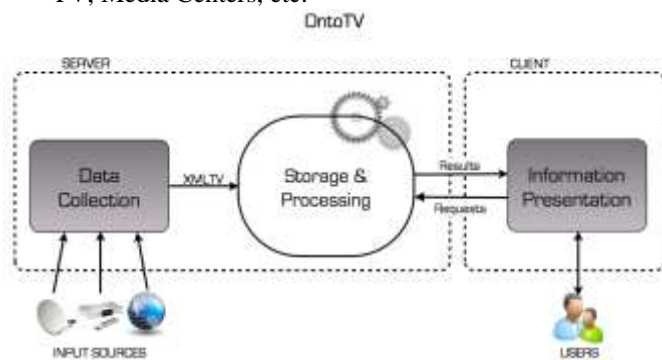 TV, Media Centers, etc.
OntoTV
SERVER
CLIENT
Data
Collection
XMLTV
Storage &
Processing
Results
Requests
Information
Presentation
INPUT SOURCES
USERS